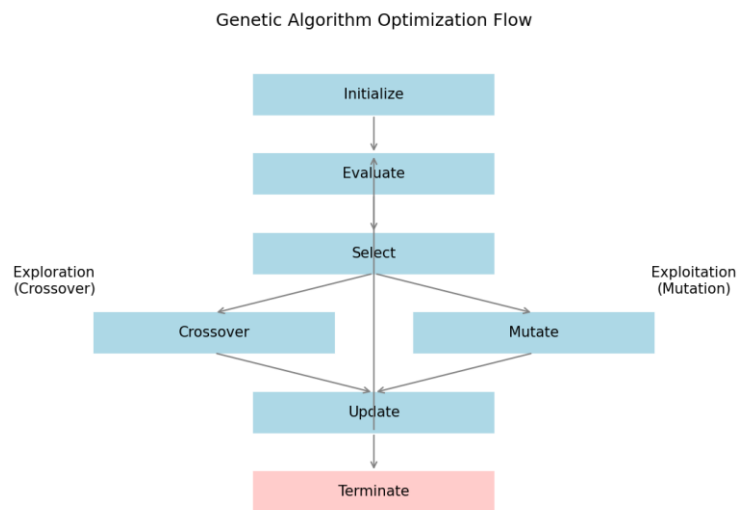 Genetic Algorithm Optimization Flow
Initialize
Evaluate
Select
Exploration
(Crossover)
Exploitation
(Mutation)
Crossover
Mutate
Update
Terminate